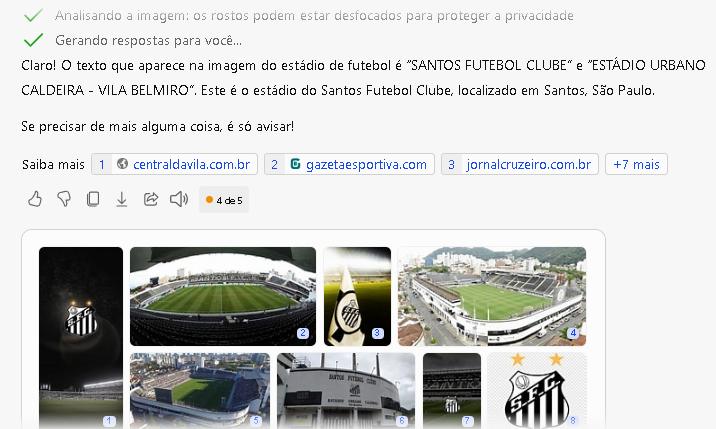 Analisando a imagem: os rostos podem estar desfocados para proteger a privacidade
Gerando respostas para você...
Claro! O texto que aparece na imagem do estádio de futebol é "SANTOS FUTEBOL CLUBE" e "ESTÁDIO URBANO
CALDEIRA - VILA BELMIRO". Este é o estádio do Santos Futebol Clube, localizado em Santos, São Paulo.
Se precisar de mais alguma coisa, é só avisar!
Saiba mais 1 centraldavila.com.br 2 gazetaesportiva.com 3 jornalcruzeiro.com.br +7 mais
4 de 5
2 3 4
SANTOS FUTEBOL CLUBE
S.F.C
1 5 6 7 8